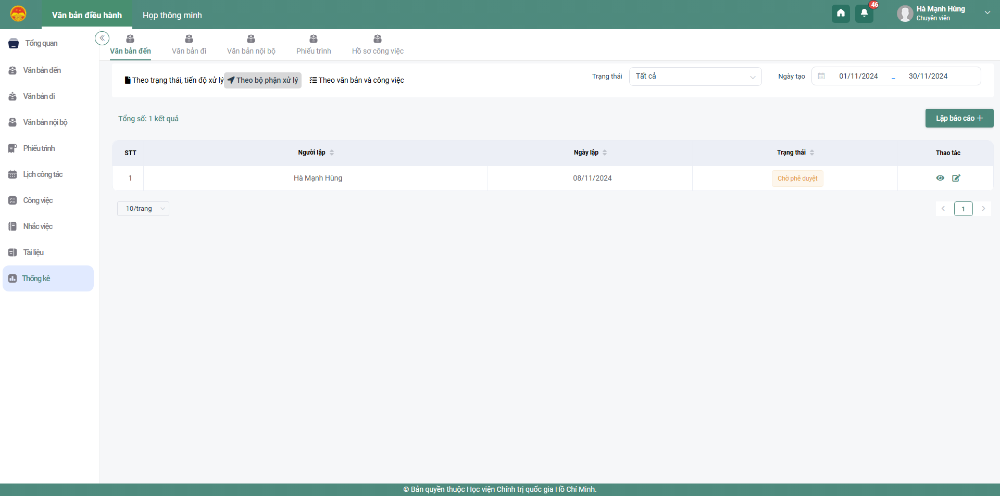 Văn bản điều hành
Họp thông minh
46
Hà Mạnh Hùng
Chuyên viên
Tổng quan
Văn bản đến
Văn bản đi
Văn bản nội bộ
Phiếu trình
Lịch công tác
Công việc
Nhắc việc
Tài liệu
Thống kê
Văn bản đến
Văn bản đi
Văn bản nội bộ
Phiếu trình
Hồ sơ công việc
Theo trạng thái, tiến độ xử lý
Theo bộ phận xử lý
Theo văn bản và công việc
Trạng thái
Tất cả
Ngày tạo
01/11/2024 – 30/11/2024
Tổng số: 1 kết quả
Lập báo cáo +
STT Người lập Ngày lập Trạng thái Thao tác
1 Hà Mạnh Hùng 08/11/2024 Chờ phê duyệt
10/trang
1
© Bản quyền thuộc Học viện Chính trị quốc gia Hồ Chí Minh.